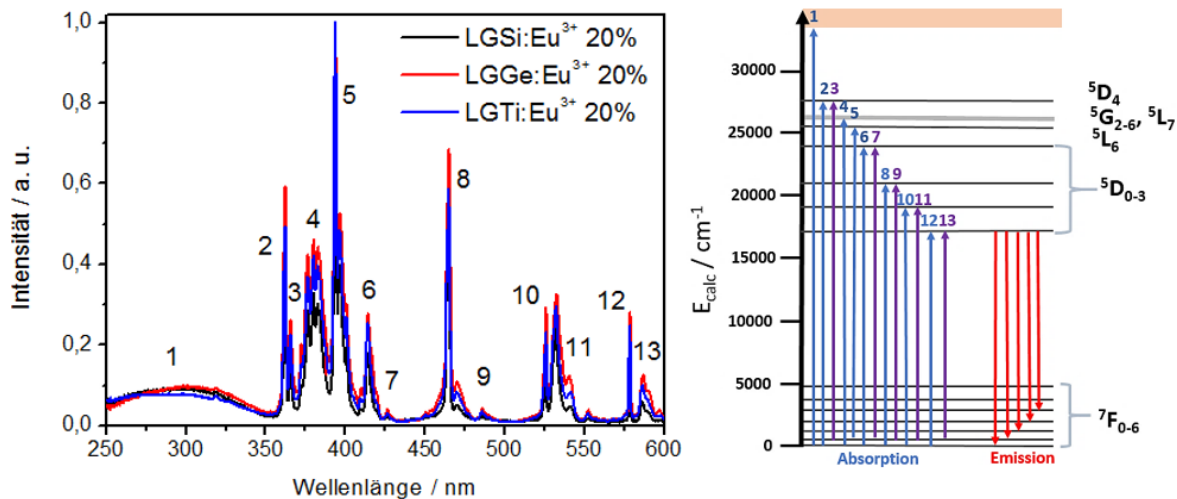 1,0
0,8
0,6
0,4
0,2
0,0
Intensität / a. u.
LGSi:Eu³⁺ 20%
LGGe:Eu³⁺ 20%
LGTi:Eu³⁺ 20%
1
2
3
4
5
6
7
8
9
10
11
12
13
250 300 350 400 450 500 550 600
Wellenlänge / nm
E_calc / cm⁻¹
30000
25000
20000
15000
10000
5000
0
1
2 3
4
5
6 7
8 9
10 11
12 13
⁵D₄
⁵G₂₋₆, ⁵L₇
⁵L₆
⁵D₀₋₃
⁷F₀₋₆
Absorption
Emission